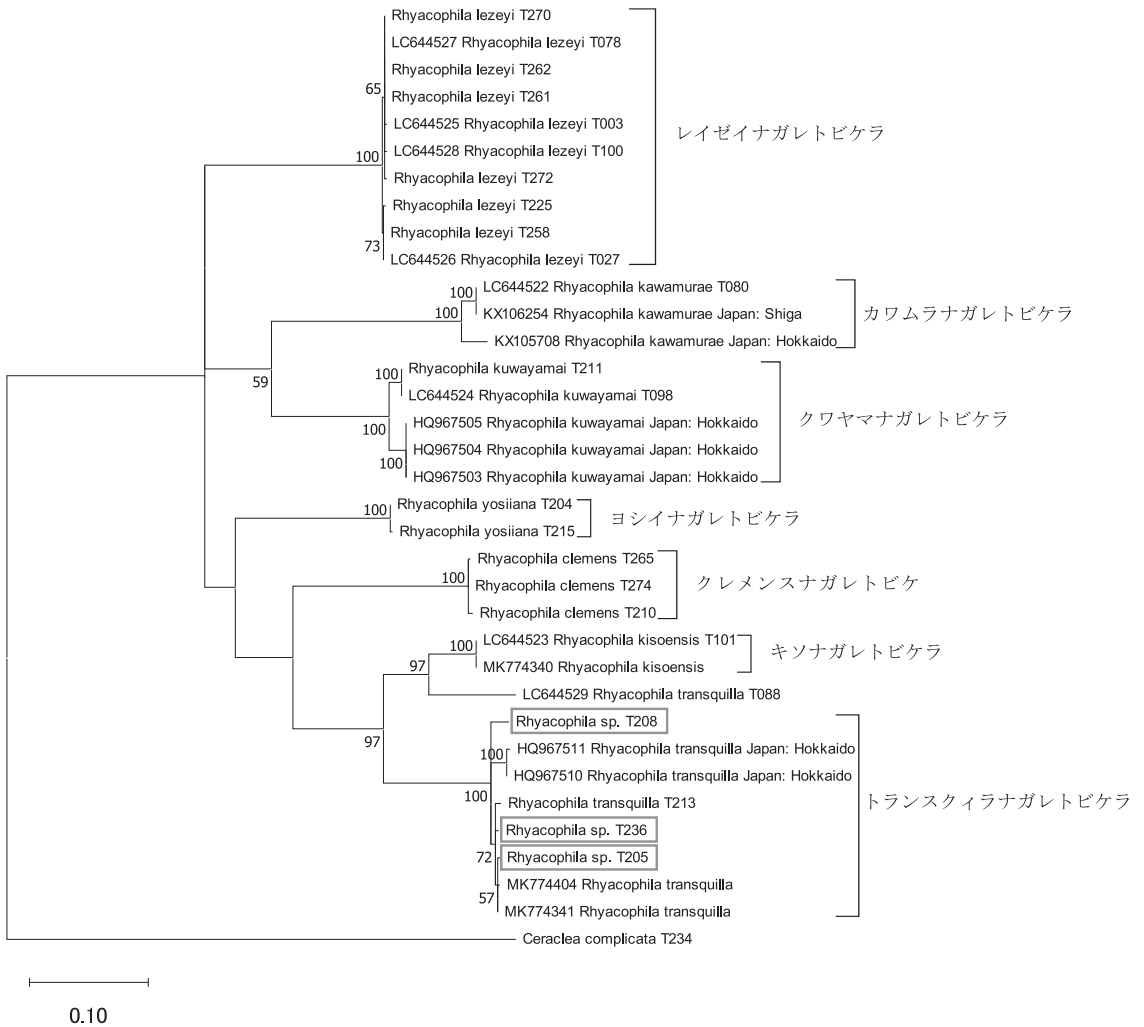 Rhyacophila lezeyi T270
LC644527 Rhyacophila lezeyi T078
Rhyacophila lezeyi T262
65
Rhyacophila lezeyi T261
LC644525 Rhyacophila lezeyi T003
レイゼイナガレトビケラ
100
LC644528 Rhyacophila lezeyi T100
Rhyacophila lezeyi T272
Rhyacophila lezeyi T225
Rhyacophila lezeyi T258
73
LC644526 Rhyacophila lezeyi T027
100
LC644522 Rhyacophila kawamurae T080
100
KX106254 Rhyacophila kawamurae Japan: Shiga
カワムラナガレトビケラ
KX105708 Rhyacophila kawamurae Japan: Hokkaido
59
100
Rhyacophila kuwayamai T211
LC644524 Rhyacophila kuwayamai T098
クワヤマナガレトビケラ
100
HQ967505 Rhyacophila kuwayamai Japan: Hokkaido
HQ967504 Rhyacophila kuwayamai Japan: Hokkaido
100
HQ967503 Rhyacophila kuwayamai Japan: Hokkaido
100
Rhyacophila yosiiana T204
ヨシイナガレトビケラ
Rhyacophila yosiiana T215
Rhyacophila clemens T265
100
Rhyacophila clemens T274
クレメンスナガレトビケ
Rhyacophila clemens T210
100
LC644523 Rhyacophila kisoensis T101
キソナガレトビケラ
97
MK774340 Rhyacophila kisoensis
LC644529 Rhyacophila transquilla T088
97
Rhyacophila sp. T208
100
HQ967511 Rhyacophila transquilla Japan: Hokkaido
HQ967510 Rhyacophila transquilla Japan: Hokkaido
100
Rhyacophila transquilla T213
トランスクィラナガレトビケラ
Rhyacophila sp. T236
72
Rhyacophila sp. T205
MK774404 Rhyacophila transquilla
57
MK774341 Rhyacophila transquilla
Ceraclea complicata T234
0.10